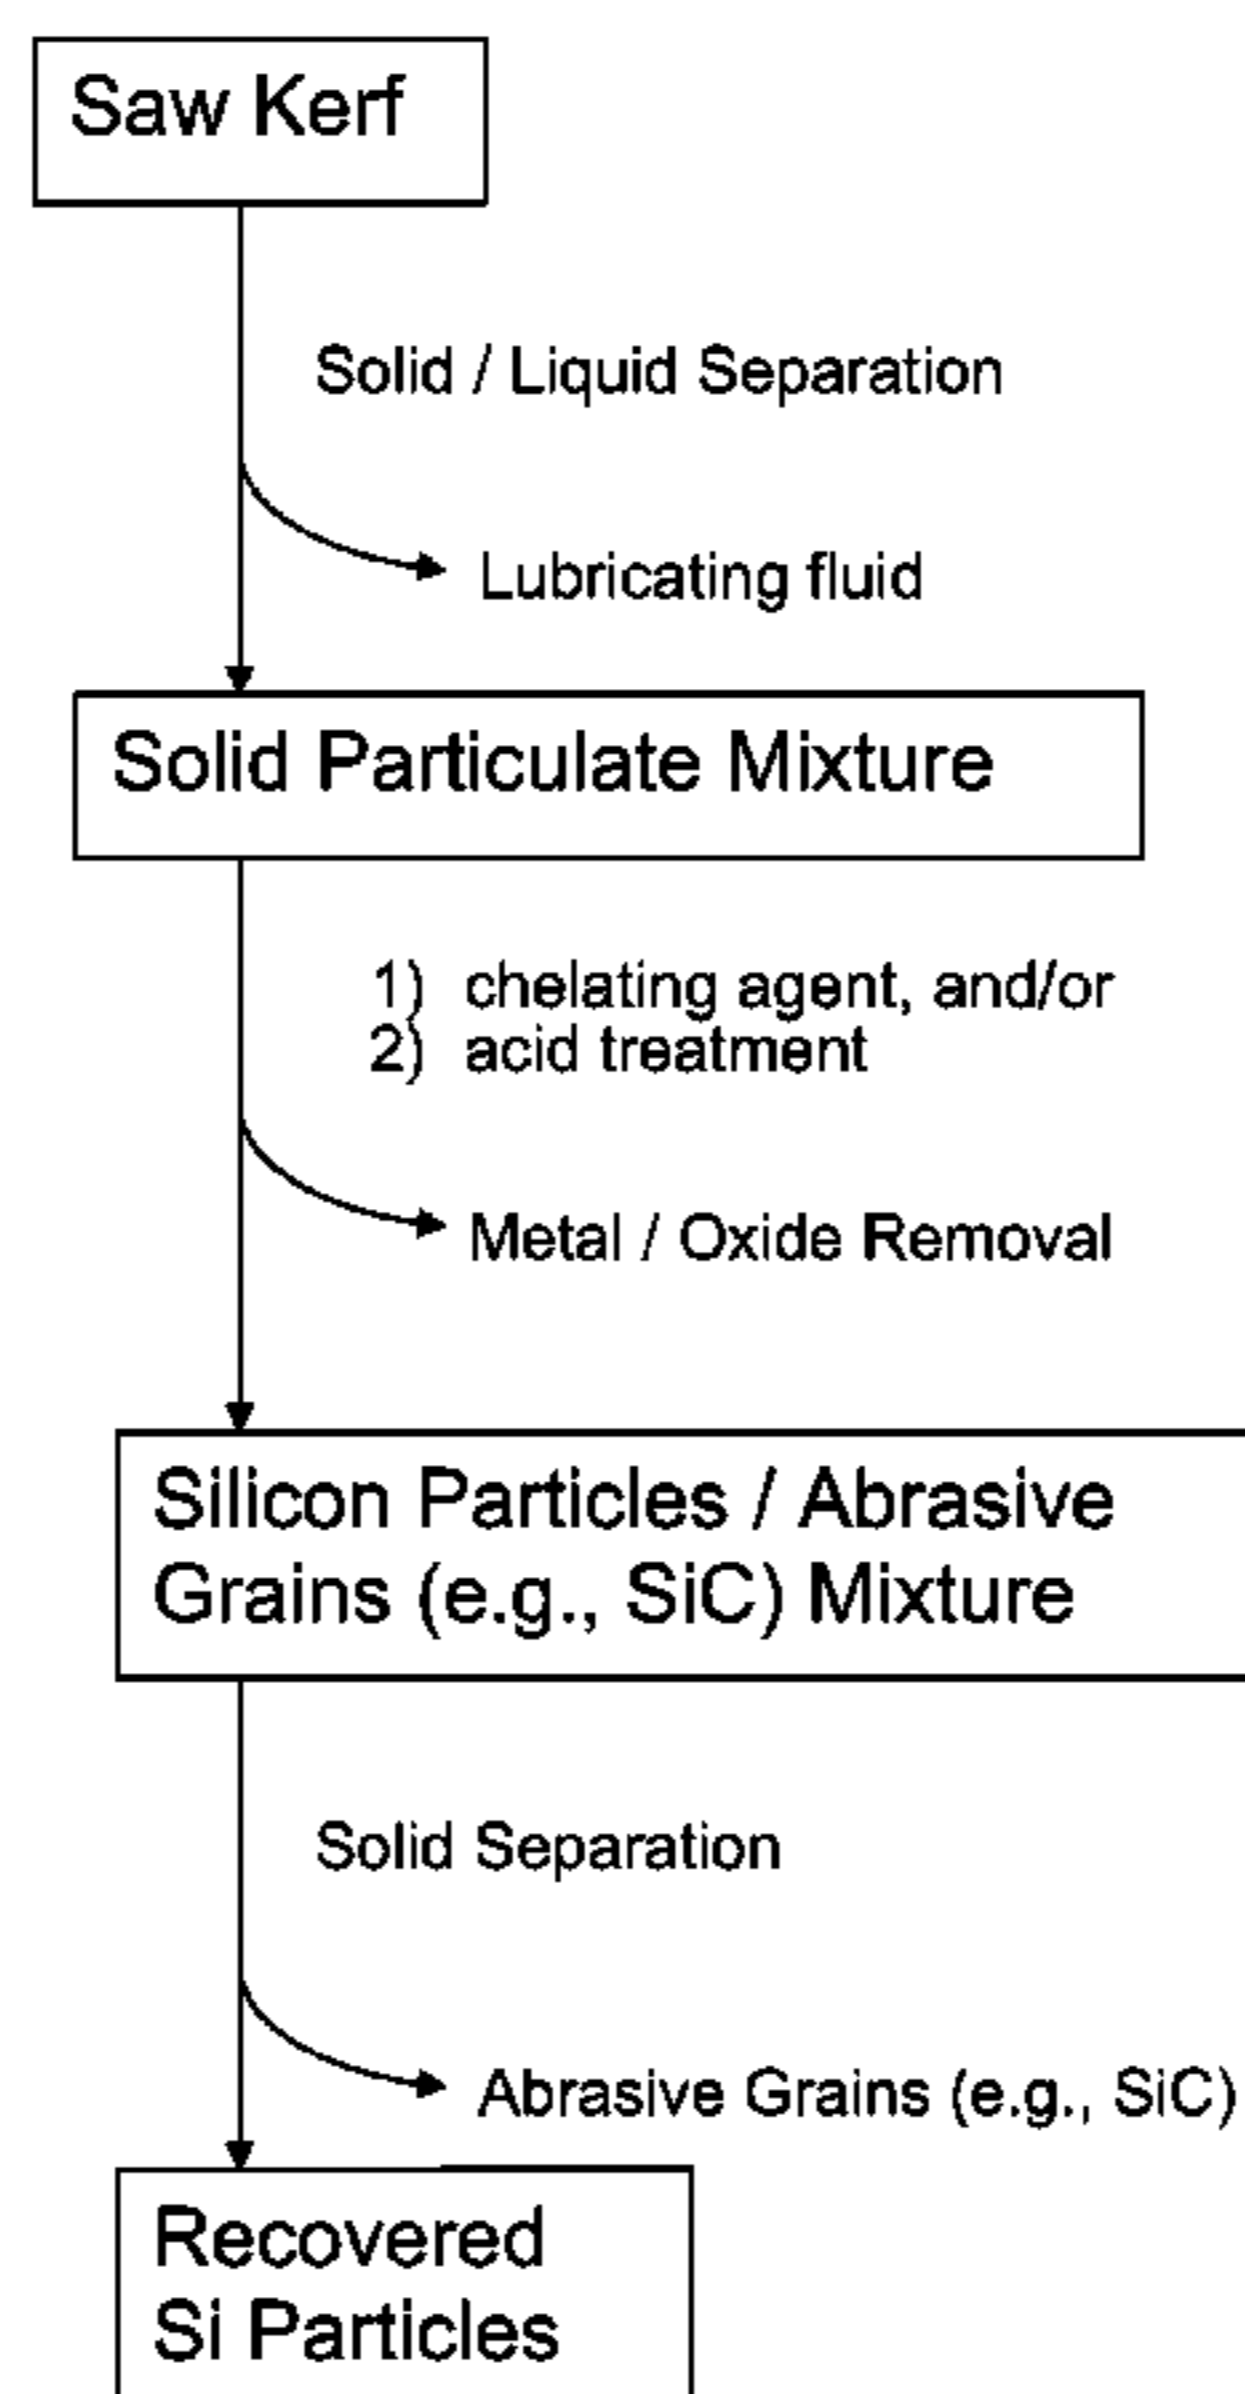 Saw Kerf
Solid / Liquid Separation
Lubricating fluid
Solid Particulate Mixture
1) chelating agent, and/or
2) acid treatment
Metal / Oxide Removal
Silicon Particles / Abrasive
Grains (e.g., SiC) Mixture
Solid Separation
Abrasive Grains (e.g., SiC)
Recovered
Si Particles